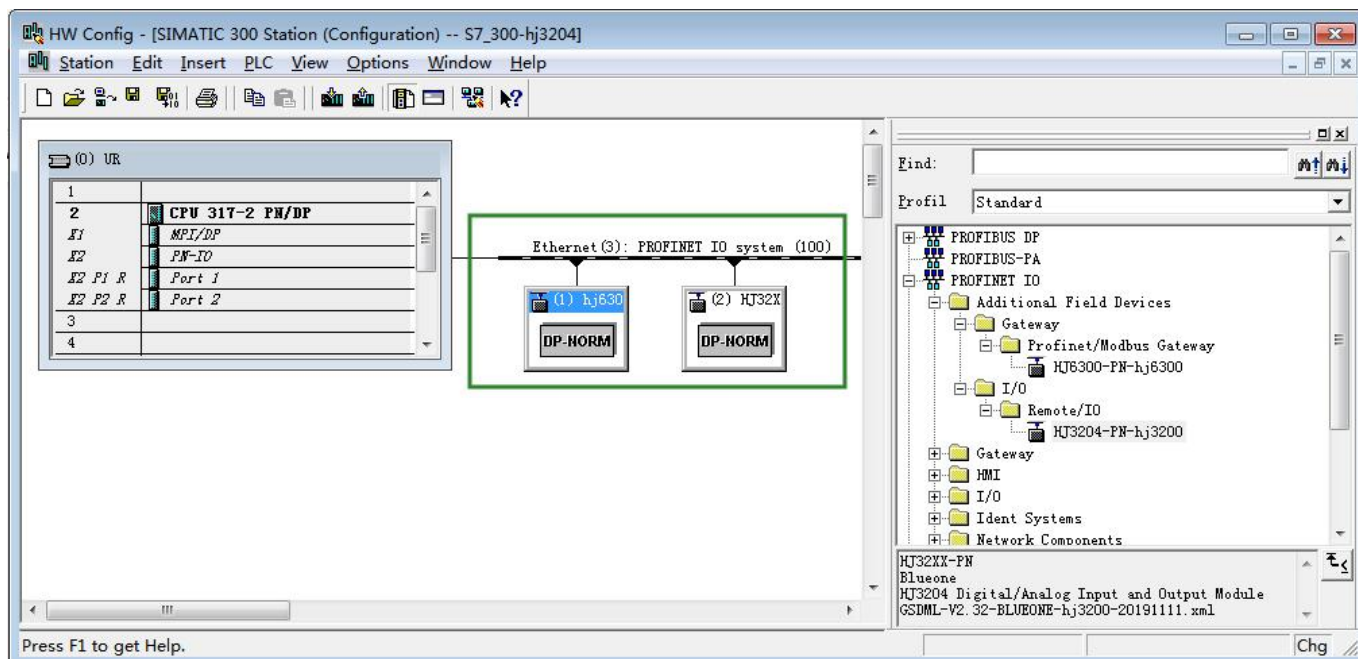 HW Config - [SIMATIC 300 Station (Configuration) -- S7_300-hj3204]
Station Edit Insert PLC View Options Window Help
(0) UR
1
2 CPU 317-2 PN/DP
X1 MPI/DP
X2 PN-IO
X2 P1 R Port 1
X2 P2 R Port 2
3
4
Ethernet(3): PROFINET IO system (100)
(1) hj630
(2) HJ32X
DP-NORM
DP-NORM
Find:
Profil Standard
PROFIBUS DP
PROFIBUS-PA
PROFINET IO
Additional Field Devices
Gateway
Profinet/Modbus Gateway
HJ6300-PN-hj6300
I/O
Remote/IO
HJ3204-PN-hj3200
Gateway
HMI
I/O
Ident Systems
Network Components
HJ32XX-PN
Blueone
HJ3204 Digital/Analog Input and Output Module
GSDML-V2.32-BLUEONE-hj3200-20191111.xml
Press F1 to get Help.
Chg